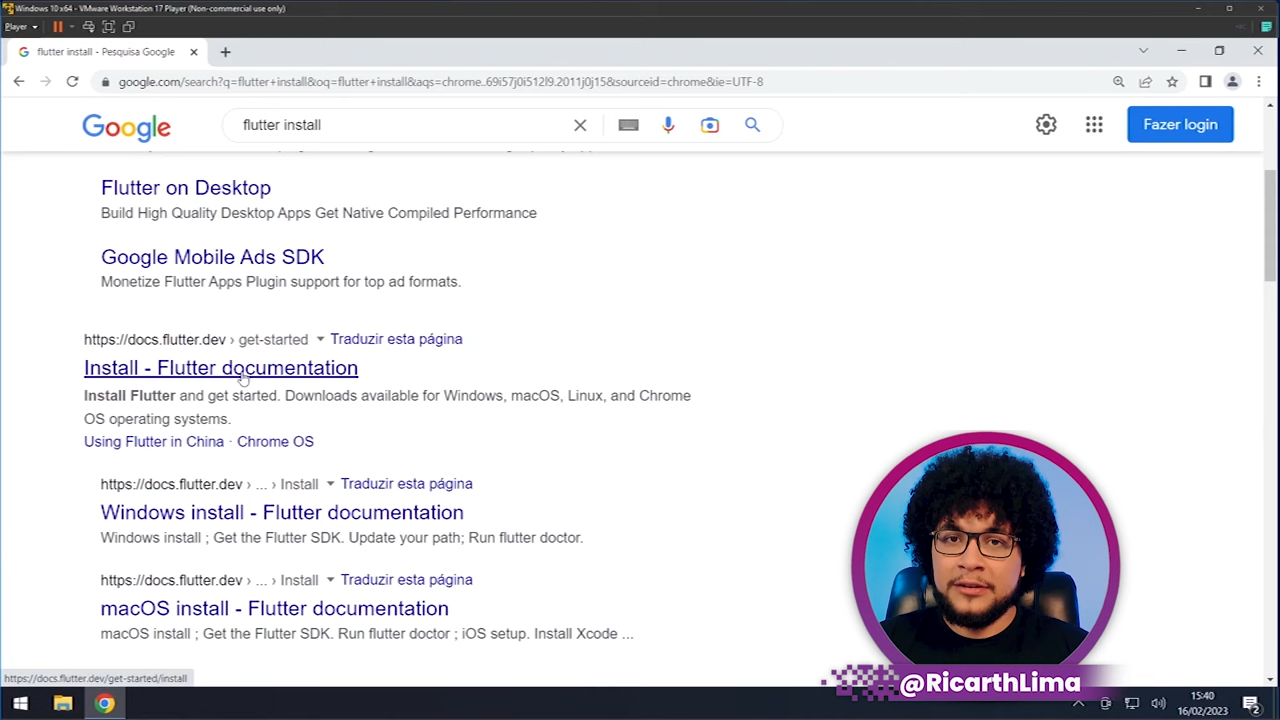 Windows 10 x64 - VMware Workstation 17 Player (Non-commercial use only)
Player
flutter install - Pesquisa Google
google.com/search?q=flutter+install&oq=flutter+install&aqs=chrome..69i57j0i512l9.2011j0j15&sourceid=chrome&ie=UTF-8
Google
flutter install
Fazer login
Flutter on Desktop
Build High Quality Desktop Apps Get Native Compiled Performance
Google Mobile Ads SDK
Monetize Flutter Apps Plugin support for top ad formats.
https://docs.flutter.dev › get-started Traduzir esta página
Install - Flutter documentation
Install Flutter and get started. Downloads available for Windows, macOS, Linux, and Chrome
OS operating systems.
Using Flutter in China · Chrome OS
https://docs.flutter.dev › ... › Install Traduzir esta página
Windows install - Flutter documentation
Windows install ; Get the Flutter SDK. Update your path; Run flutter doctor.
https://docs.flutter.dev › ... › Install Traduzir esta página
macOS install - Flutter documentation
macOS install ; Get the Flutter SDK. Run flutter doctor ; iOS setup. Install Xcode ...
https://docs.flutter.dev/get-started/install
@RicarthLima
15:40
16/02/2023
2